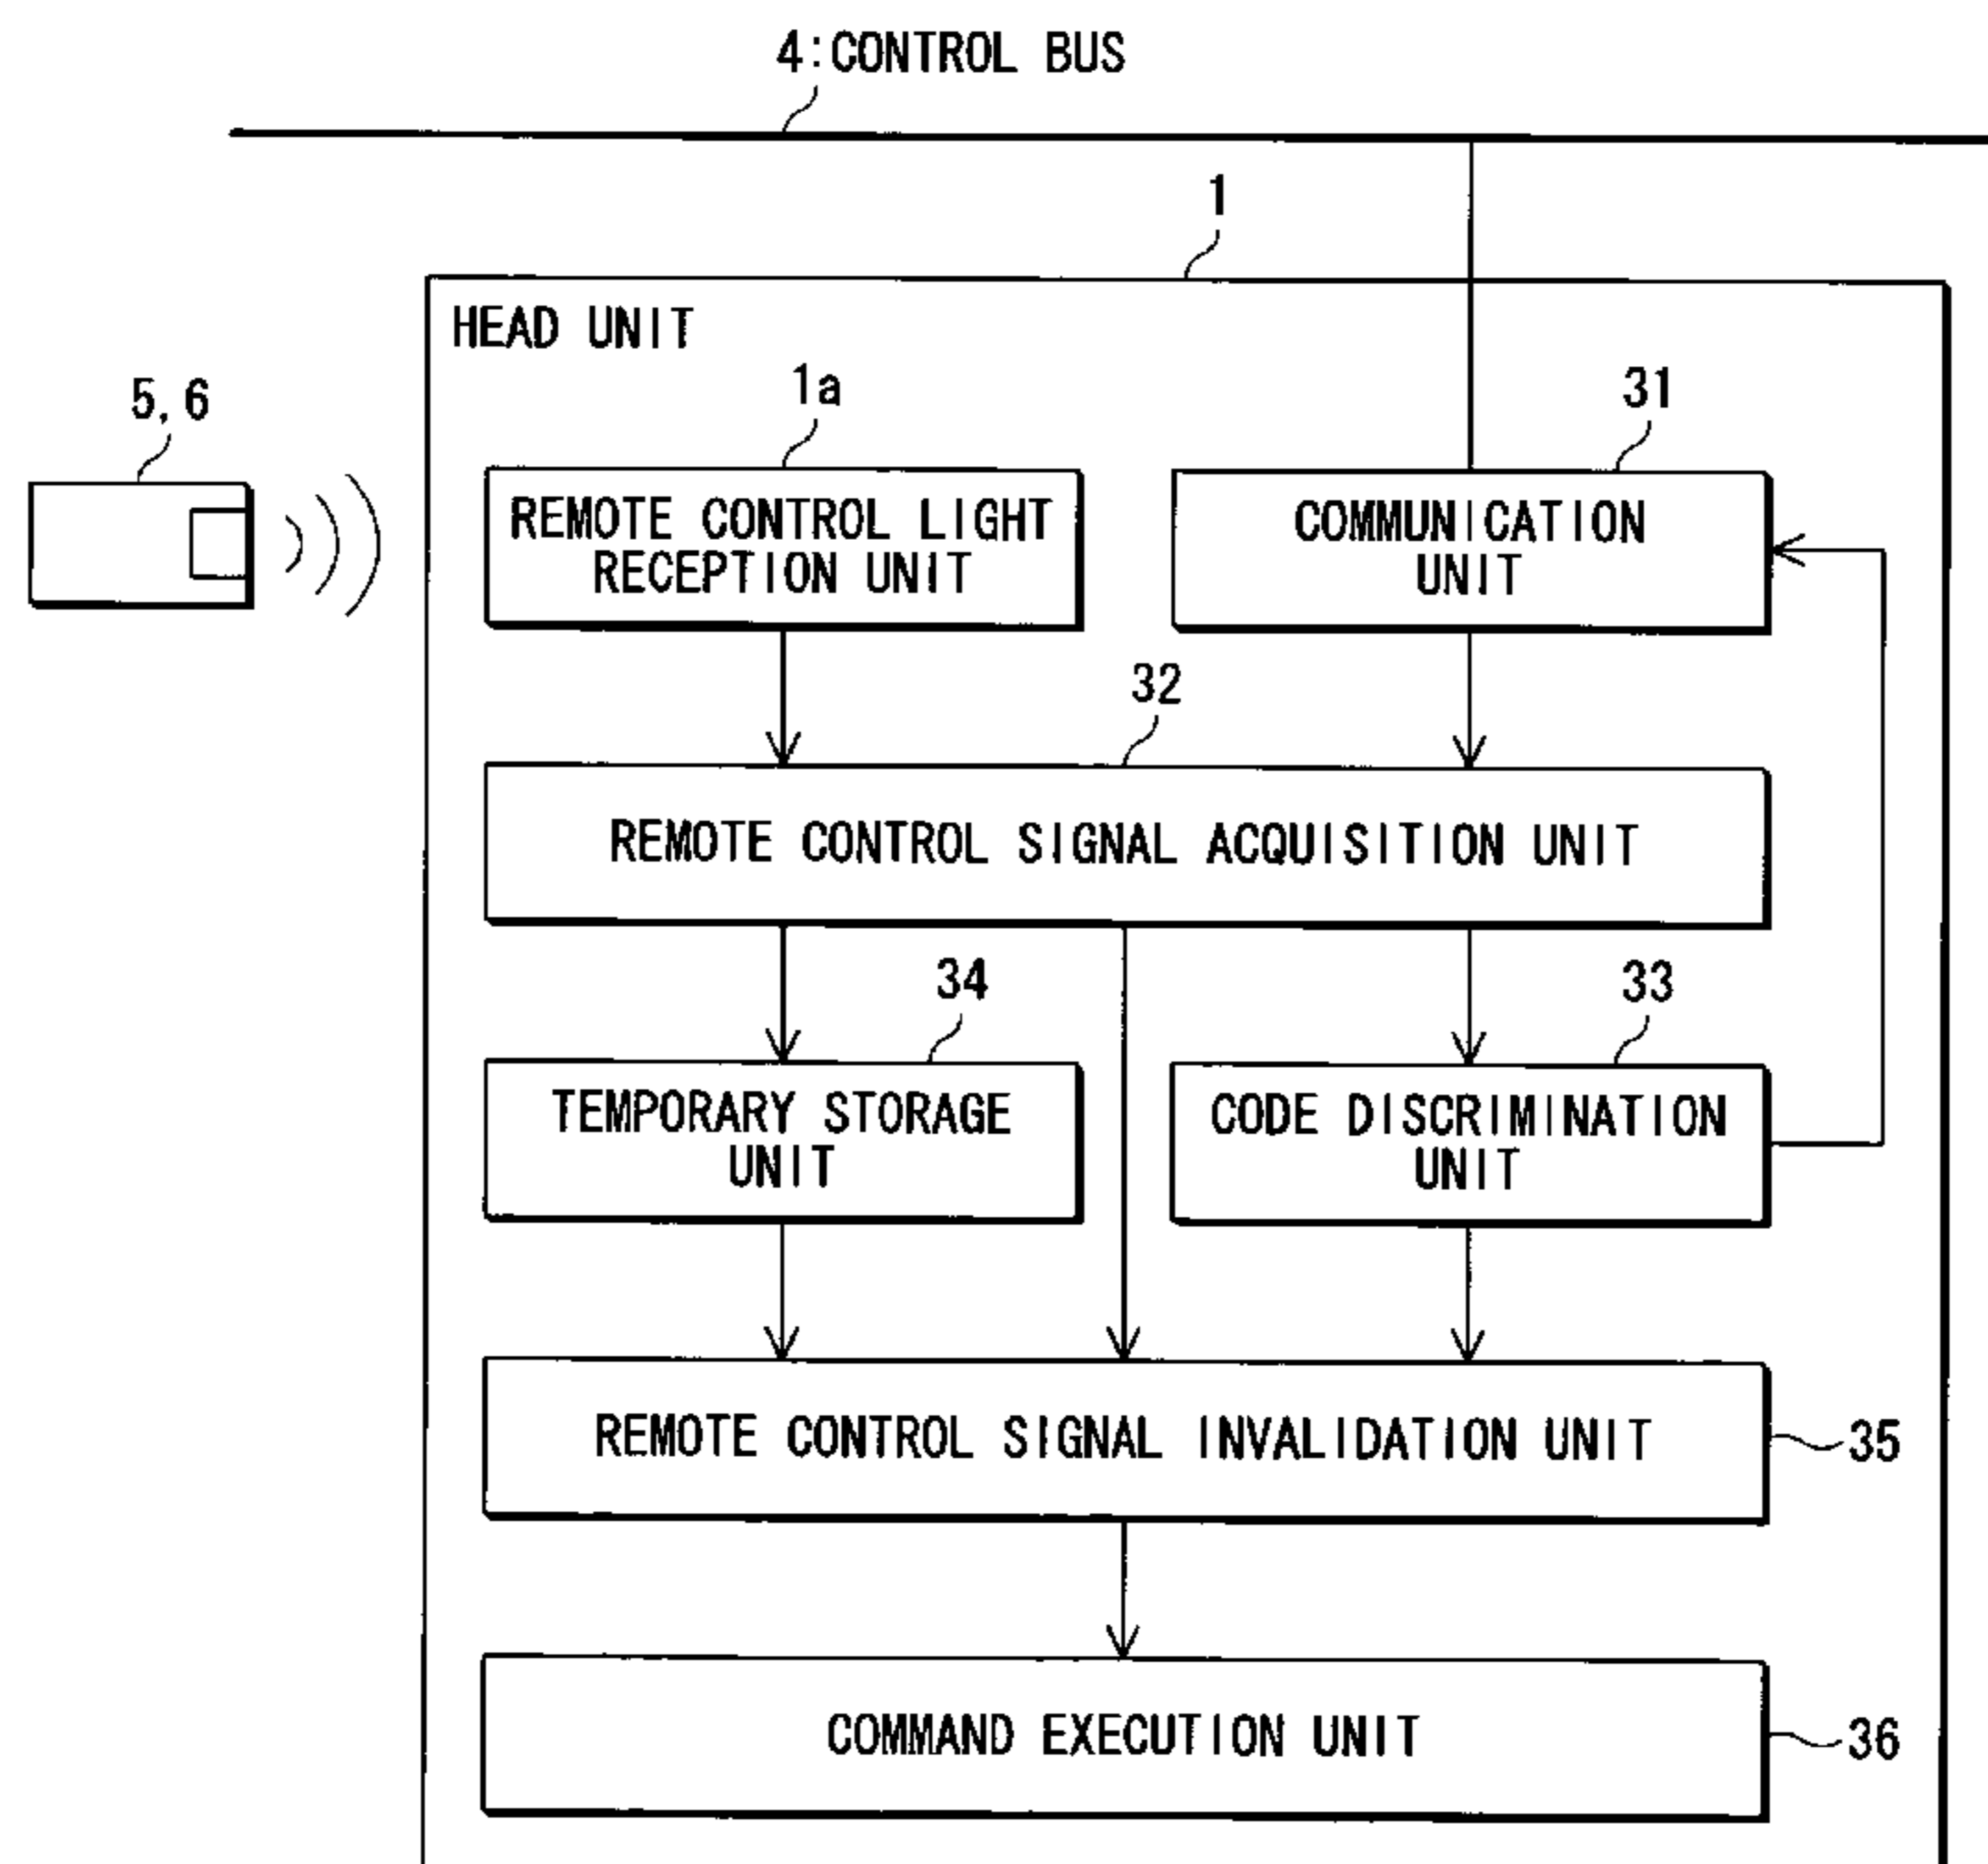 4:CONTROL BUS
1
HEAD UNIT
5,6
1a
31
REMOTE CONTROL LIGHT
RECEPTION UNIT
COMMUNICATION
UNIT
32
REMOTE CONTROL SIGNAL ACQUISITION UNIT
34
33
TEMPORARY STORAGE
UNIT
CODE DISCRIMINATION
UNIT
REMOTE CONTROL SIGNAL INVALIDATION UNIT
35
COMMAND EXECUTION UNIT
36